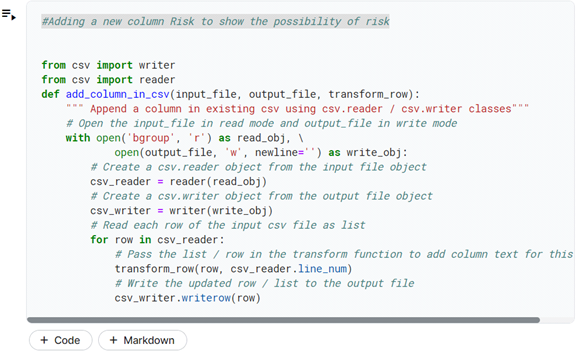 #Adding a new column Risk to show the possibility of risk
from csv import writer
from csv import reader
def add_column_in_csv(input_file, output_file, transform_row):
""" Append a column in existing csv using csv.reader / csv.writer classes"""
# Open the input_file in read mode and output_file in write mode
with open('bgroup', 'r') as read_obj, \
open(output_file, 'w', newline='') as write_obj:
# Create a csv.reader object from the input file object
csv_reader = reader(read_obj)
# Create a csv.writer object from the output file object
csv_writer = writer(write_obj)
# Read each row of the input csv file as list
for row in csv_reader:
# Pass the list / row in the transform function to add column text for this
transform_row(row, csv_reader.line_num)
# Write the updated row / list to the output file
csv_writer.writerow(row)
+ Code + Markdown